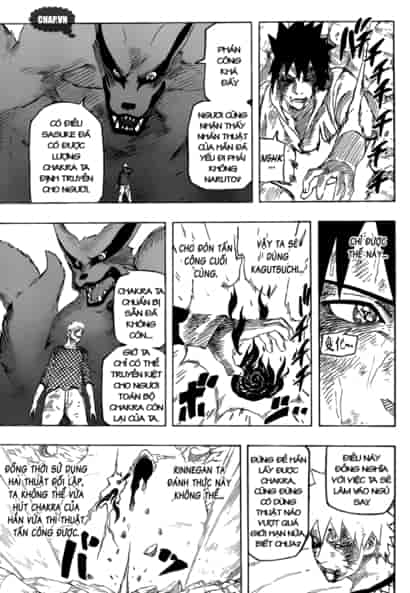 CHAP.VN
NGHK
...
PHẢN
CÔNG
KHÁ
ĐẤY
NGƯƠI CŨNG
NHẬN THẤY
NHẪN THUẬT
CỦA HẮN ĐÃ
YẾU ĐI PHẢI
KHÔNG
NARUTO?
CÓ ĐIỀU
SASUKE ĐÃ
CÓ ĐƯỢC
LƯỢNG
CHAKRA TA
ĐỊNH TRUYỀN
CHO NGƯƠI.
CHỈ ĐƯỢC
THẾ NÀY...
VẬY TA SẼ
DÙNG
KAGUTSUCHI...
CHO ĐÒN TẤN
CÔNG CUỐI
CÙNG.
CHAKRA TA
CHUẨN BỊ
SẴN ĐÃ
KHÔNG
CÒN...
GIỜ TA
CHỈ CÓ THỂ
TRUYỀN KIỆT
CHO NGƯƠI
TOÀN BỘ
CHAKRA CÒN
LẠI CỦA TA.
ĐIỀU NÀY
ĐỒNG NGHĨA
VỚI VIỆC TA SẼ
LÂM VÀO NGỦ
SAY.
ĐỪNG ĐỂ HẮN
LẤY ĐƯỢC
CHAKRA,
CŨNG ĐỪNG
CÓ DÙNG
THUẬT NÀO
VƯỢT QUÁ
GIỚI HẠN NỮA
BIẾT CHƯA?
RINNEGAN TA
ĐÁNH THỨC NÀY
KHÔNG THỂ...
ĐỒNG THỜI SỬ DỤNG
HAI THUẬT ĐỐI LẬP,
TA KHÔNG THỂ VỪA
HÚT CHAKRA
CỦA HẮN VỪA THI THUẬT
TẤN CÔNG ĐƯỢC.